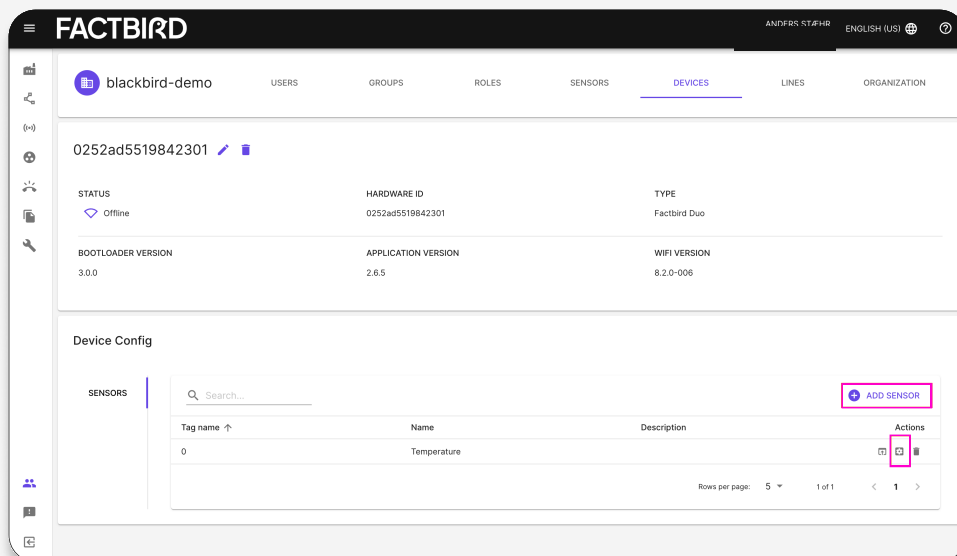 FACTBIRD
ANDERS STÆHR
ENGLISH (US)
blackbird-demo
USERS
GROUPS
ROLES
SENSORS
DEVICES
LINES
ORGANIZATION
0252ad5519842301
STATUS
HARDWARE ID
TYPE
Offline
0252ad5519842301
Factbird Duo
BOOTLOADER VERSION
APPLICATION VERSION
WIFI VERSION
3.0.0
2.6.5
8.2.0-006
Device Config
SENSORS
Search...
ADD SENSOR
Tag name
Name
Description
Actions
0
Temperature
Rows per page:
5
1 of 1
1